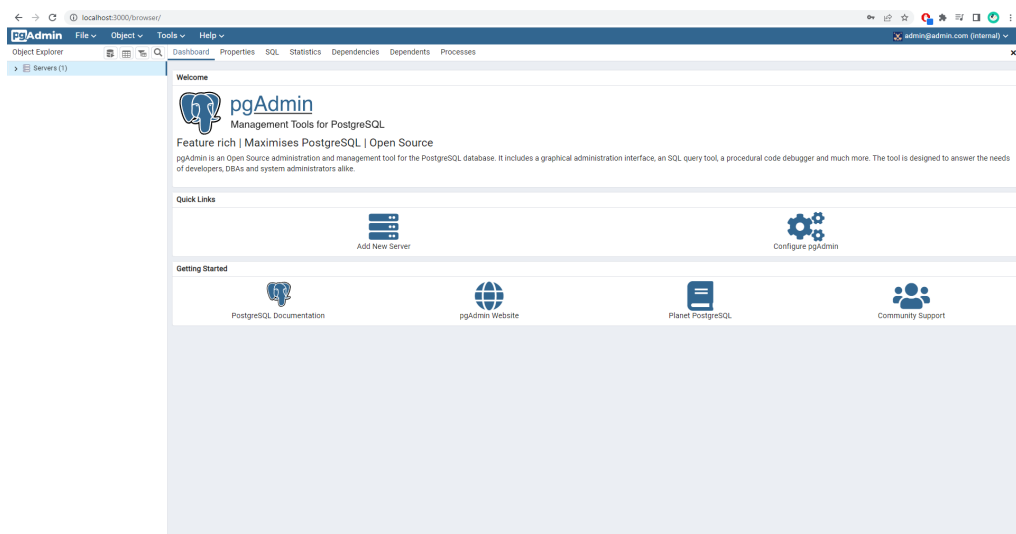 localhost:3000/browser/
pgAdmin File Object Tools Help admin@admin.com (internal)
Object Explorer Dashboard Properties SQL Statistics Dependencies Dependents Processes
Servers (1)
Welcome
pgAdmin
Management Tools for PostgreSQL
Feature rich | Maximises PostgreSQL | Open Source
pgAdmin is an Open Source administration and management tool for the PostgreSQL database. It includes a graphical administration interface, an SQL query tool, a procedural code debugger and much more. The tool is designed to answer the needs
of developers, DBAs and system administrators alike.
Quick Links
Add New Server Configure pgAdmin
Getting Started
PostgreSQL Documentation pgAdmin Website Planet PostgreSQL Community Support